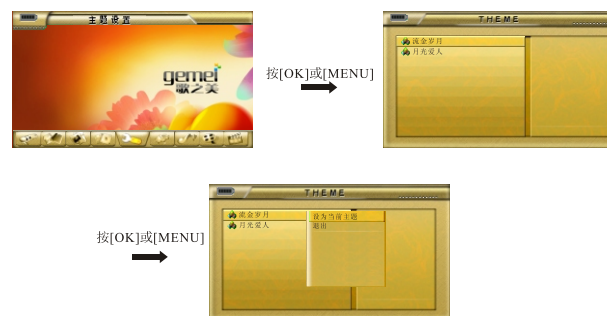 主题设置
gemei
歌之美
按[OK]或[MENU]
THEME
流金岁月
月光爱人
按[OK]或[MENU]
THEME
流金岁月
月光爱人
设为当前主题
退出